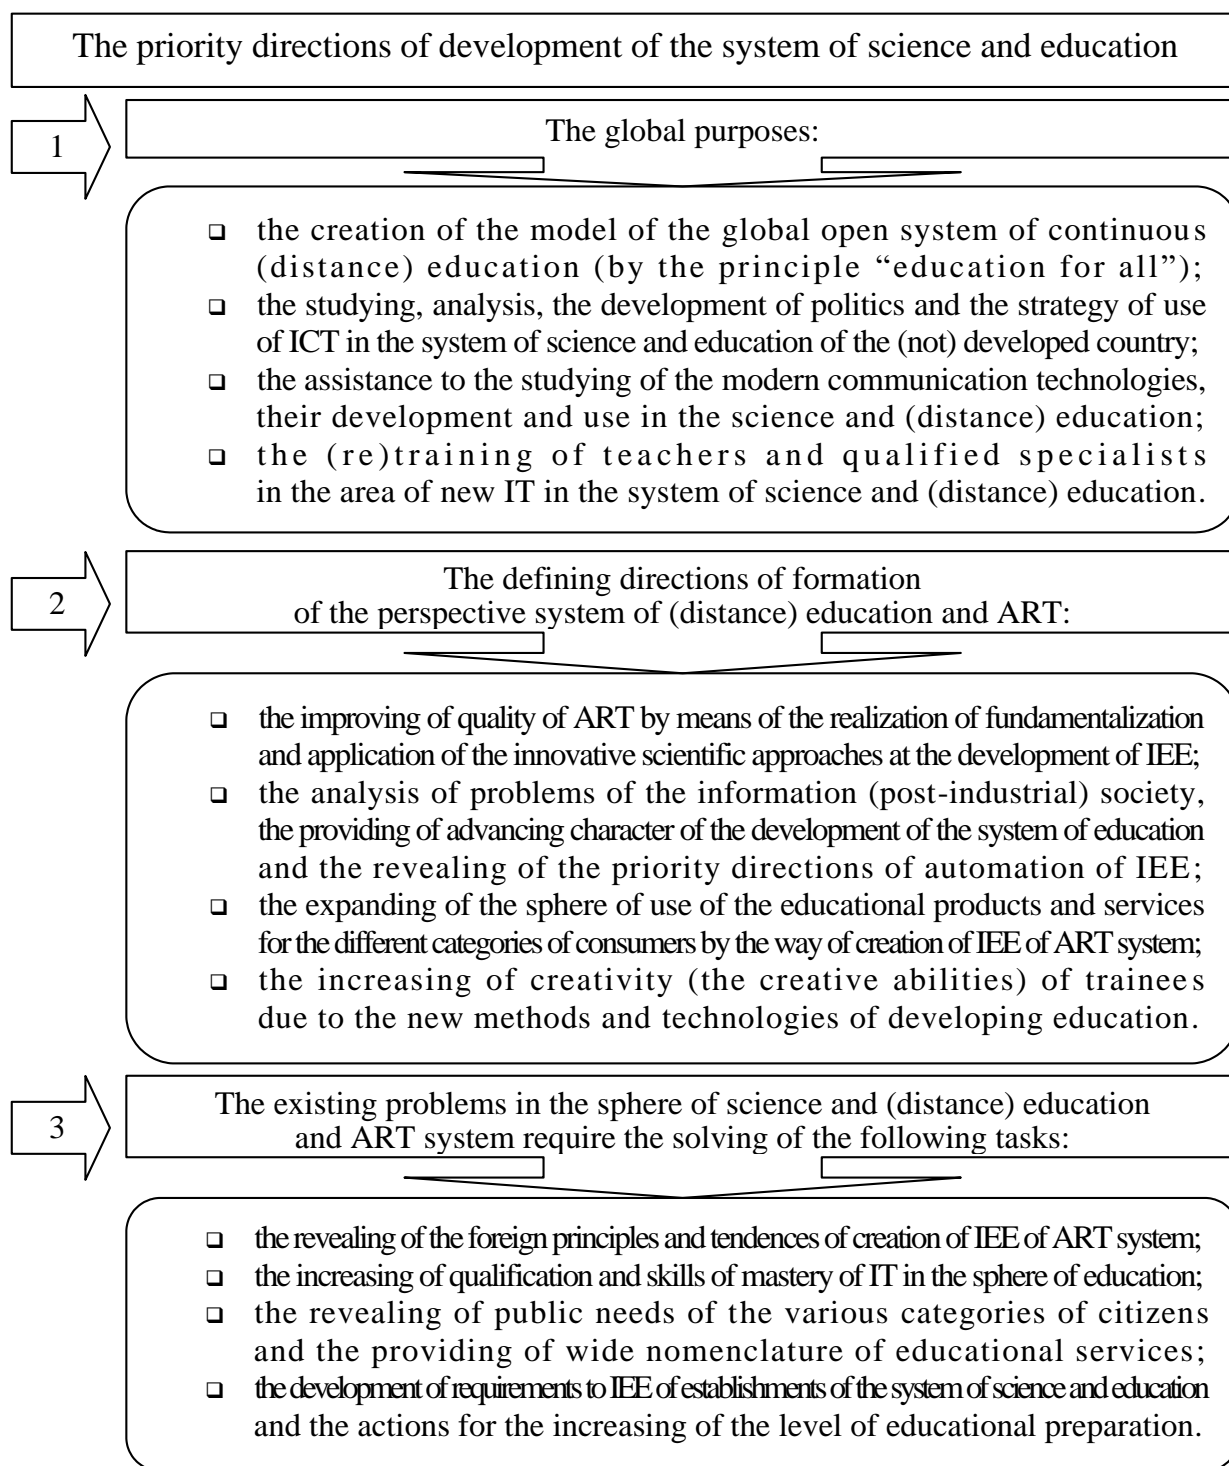 The priority directions of development of the system of science and education
1
The global purposes:
❑ the creation of the model of the global open system of continuous
(distance) education (by the principle “education for all”);
❑ the studying, analysis, the development of politics and the strategy of use
of ICT in the system of science and education of the (not) developed country;
❑ the assistance to the studying of the modern communication technologies,
their development and use in the science and (distance) education;
❑ the (re)training of teachers and qualified specialists
in the area of new IT in the system of science and (distance) education.
2
The defining directions of formation
of the perspective system of (distance) education and ART:
❑ the improving of quality of ART by means of the realization of fundamentalization
and application of the innovative scientific approaches at the development of IEE;
❑ the analysis of problems of the information (post-industrial) society,
the providing of advancing character of the development of the system of education
and the revealing of the priority directions of automation of IEE;
❑ the expanding of the sphere of use of the educational products and services
for the different categories of consumers by the way of creation of IEE of ART system;
❑ the increasing of creativity (the creative abilities) of trainees
due to the new methods and technologies of developing education.
3
The existing problems in the sphere of science and (distance) education
and ART system require the solving of the following tasks:
❑ the revealing of the foreign principles and tendences of creation of IEE of ART system;
❑ the increasing of qualification and skills of mastery of IT in the sphere of education;
❑ the revealing of public needs of the various categories of citizens
and the providing of wide nomenclature of educational services;
❑ the development of requirements to IEE of establishments of the system of science and education
and the actions for the increasing of the level of educational preparation.